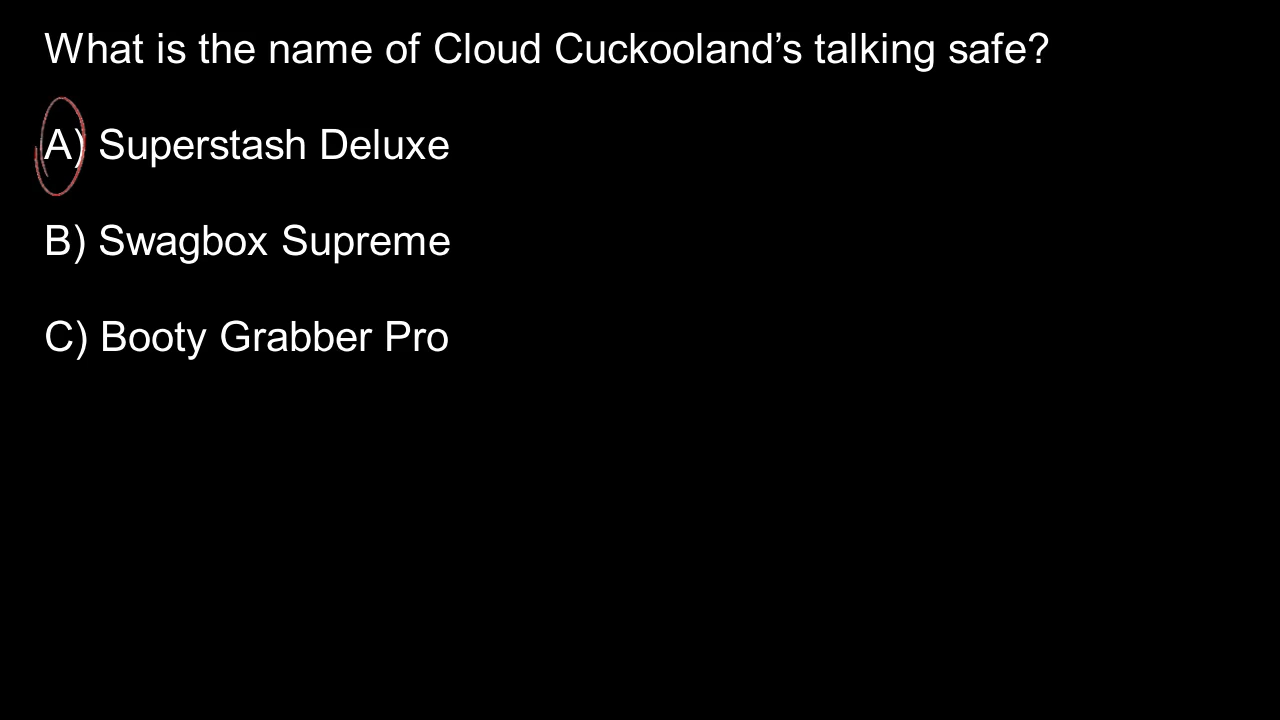 What is the name of Cloud Cuckooland’s talking safe?
A) Superstash Deluxe
B) Swagbox Supreme
C) Booty Grabber Pro